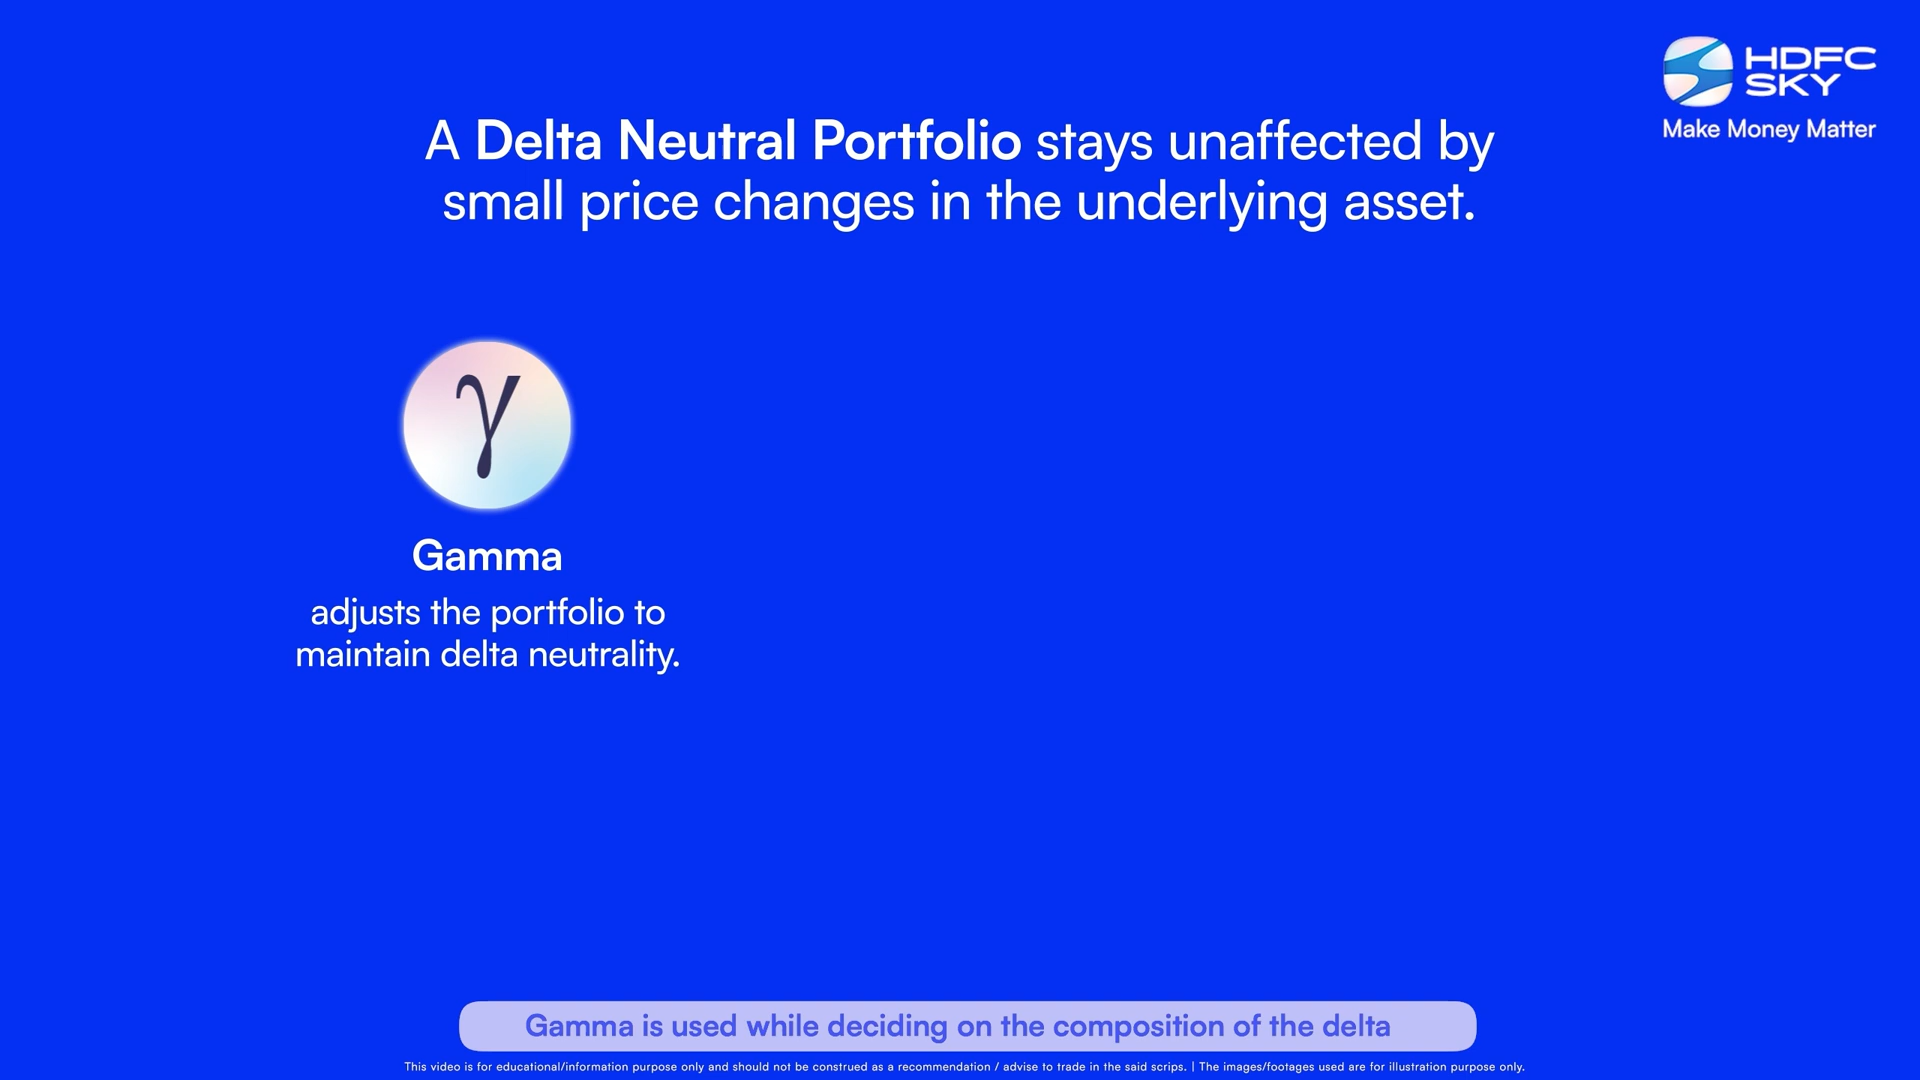 HDFC
SKY
Make Money Matter
A Delta Neutral Portfolio stays unaffected by
small price changes in the underlying asset.
γ
Gamma
adjusts the portfolio to
maintain delta neutrality.
Gamma is used while deciding on the composition of the delta
This video is for educational/information purpose only and should not be construed as a recommendation / advise to trade in the said scrips. | The images/footages used are for illustration purpose only.